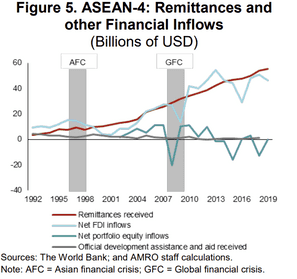 Figure 5. ASEAN-4: Remittances and
other Financial Inflows
(Billions of USD)
60
AFC
GFC
40
20
0
-20
-40
1992 1995 1998 2001 2004 2007 2010 2013 2016 2019
Remittances received
Net FDI inflows
Net portfolio equity inflows
Official development assistance and aid received
Sources: The World Bank; and AMRO staff calculations.
Note: AFC = Asian financial crisis; GFC = Global financial crisis.